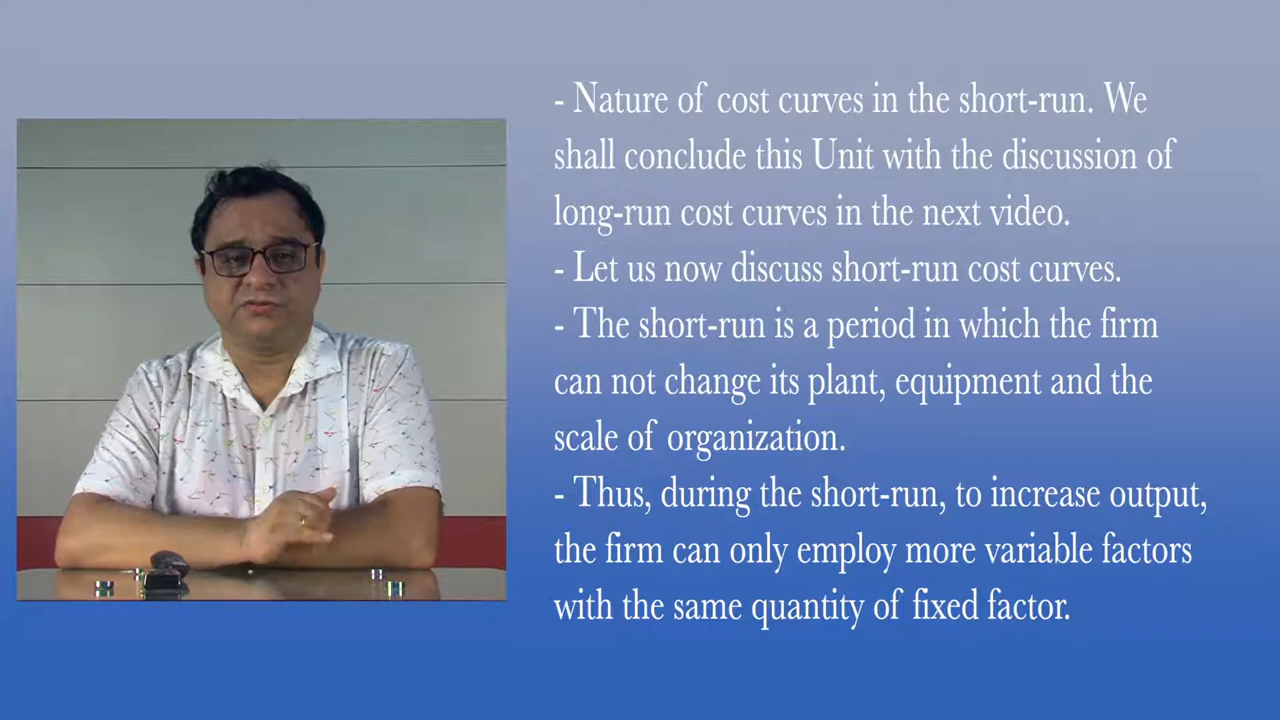 - Nature of cost curves in the short-run. We
shall conclude this Unit with the discussion of
long-run cost curves in the next video.
- Let us now discuss short-run cost curves.
- The short-run is a period in which the firm
can not change its plant, equipment and the
scale of organization.
- Thus, during the short-run, to increase output,
the firm can only employ more variable factors
with the same quantity of fixed factor.